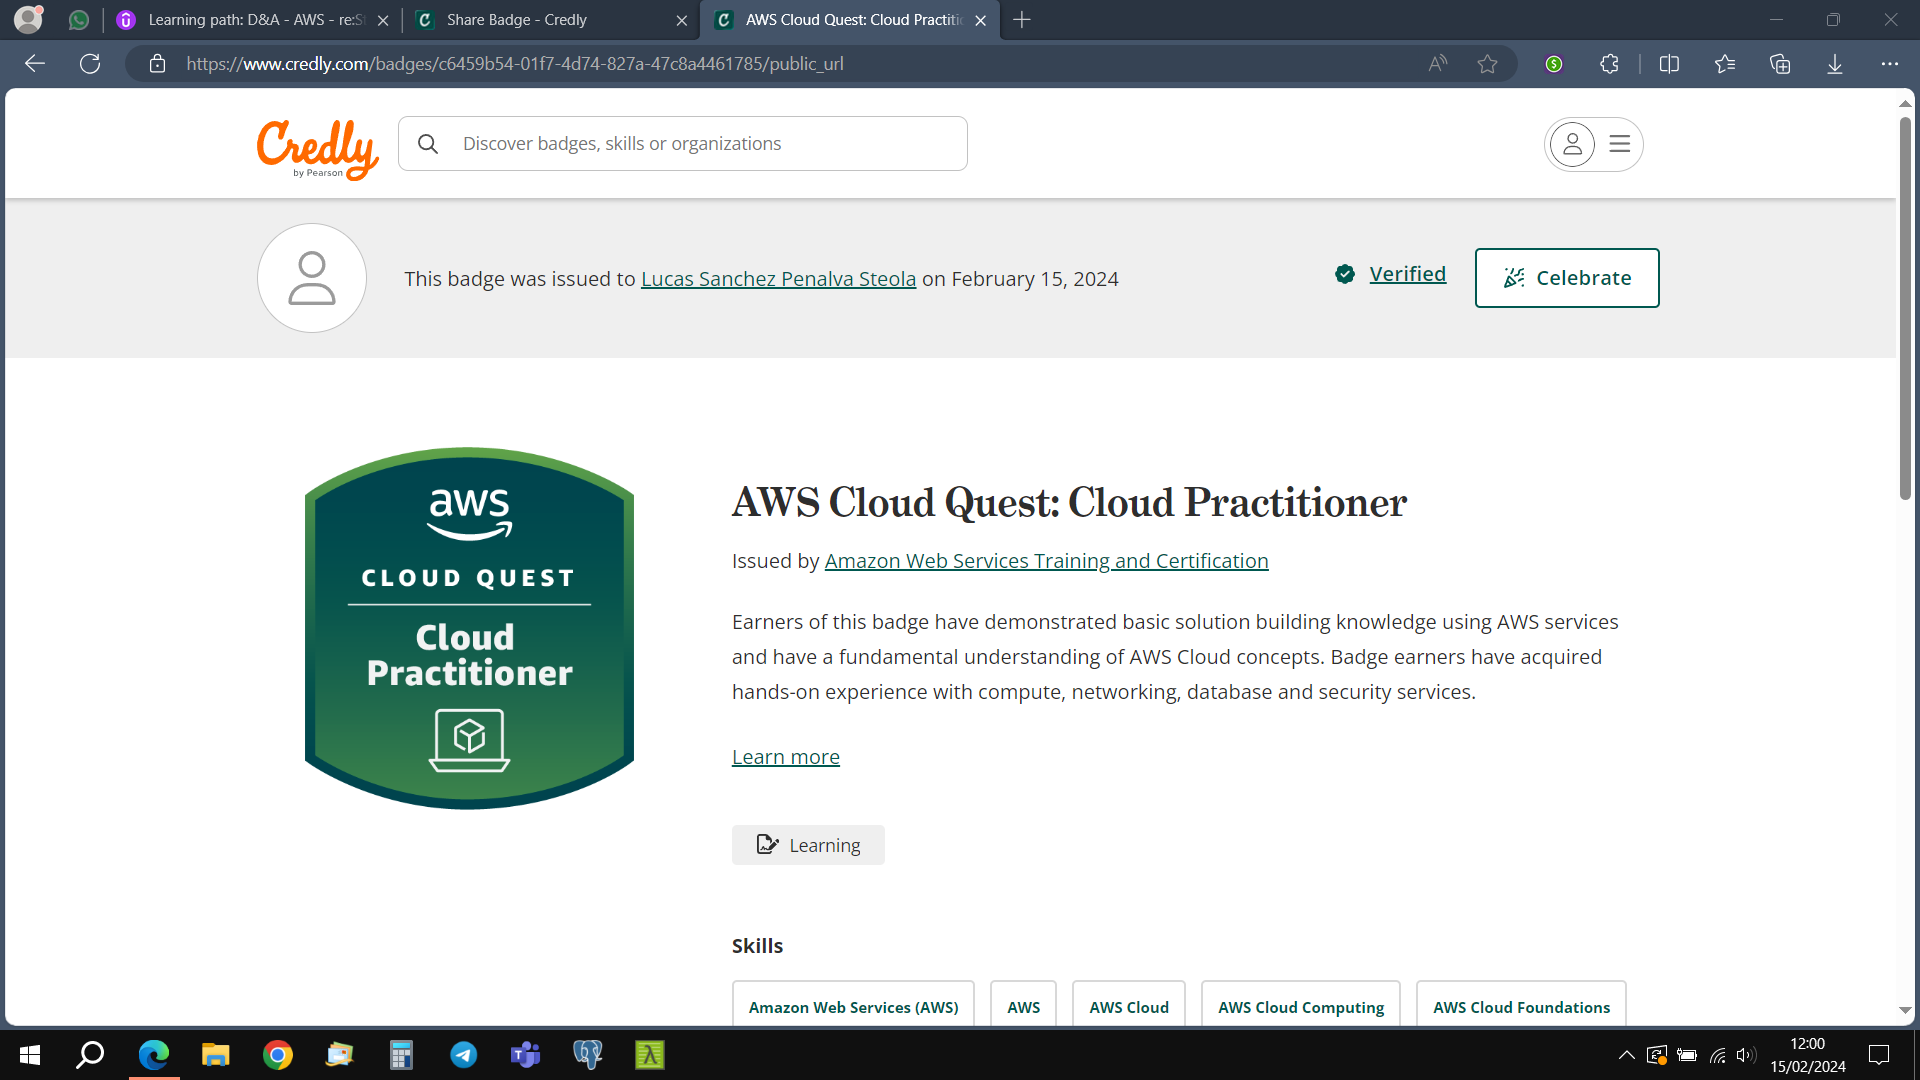 Learning path: D&A - AWS - re:St
Share Badge - Credly
AWS Cloud Quest: Cloud Practitic
https://www.credly.com/badges/c6459b54-01f7-4d74-827a-47c8a4461785/public_url
Credly
by Pearson
Discover badges, skills or organizations
This badge was issued to Lucas Sanchez Penalva Steola on February 15, 2024
Verified
Celebrate
aws
CLOUD QUEST
Cloud
Practitioner
AWS Cloud Quest: Cloud Practitioner
Issued by Amazon Web Services Training and Certification
Earners of this badge have demonstrated basic solution building knowledge using AWS services
and have a fundamental understanding of AWS Cloud concepts. Badge earners have acquired
hands-on experience with compute, networking, database and security services.
Learn more
Learning
Skills
Amazon Web Services (AWS)
AWS
AWS Cloud
AWS Cloud Computing
AWS Cloud Foundations
12:00
15/02/2024